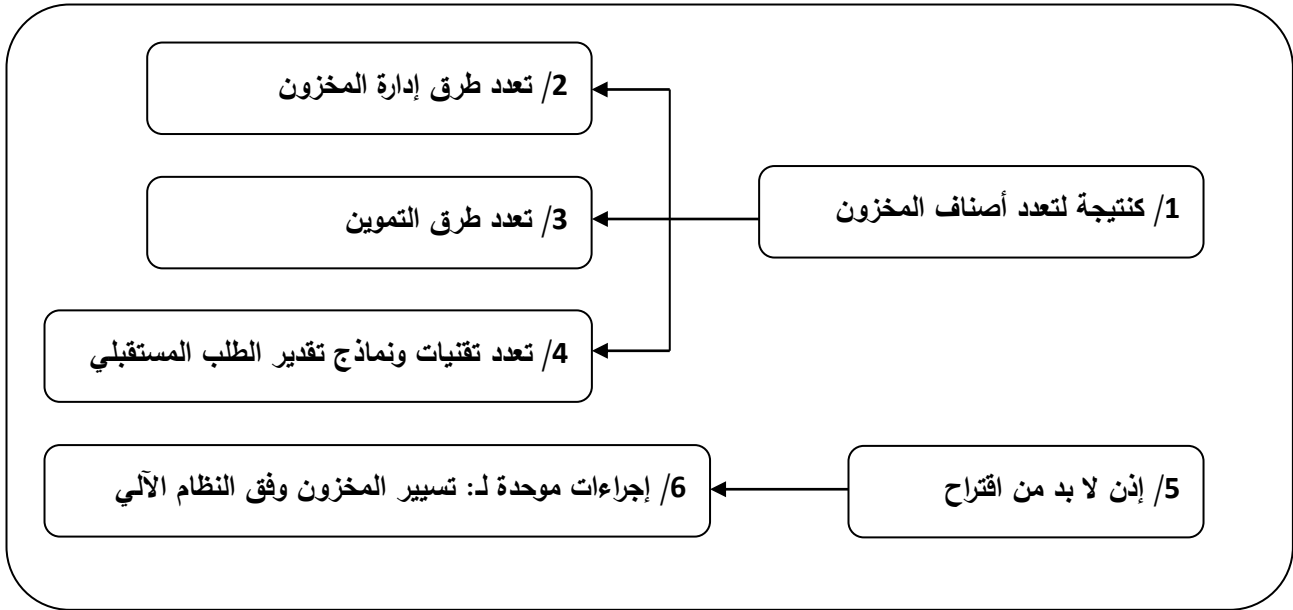 1/ كنتيجة لتعدد أصناف المخزون
2/ تعدد طرق إدارة المخزون
3/ تعدد طرق التموين
4/ تعدد تقنيات ونماذج تقدير الطلب المستقبلي
5/ إذن لا بد من اقتراح
6/ إجراءات موحدة لـ: تسيير المخزون وفق النظام الآلي